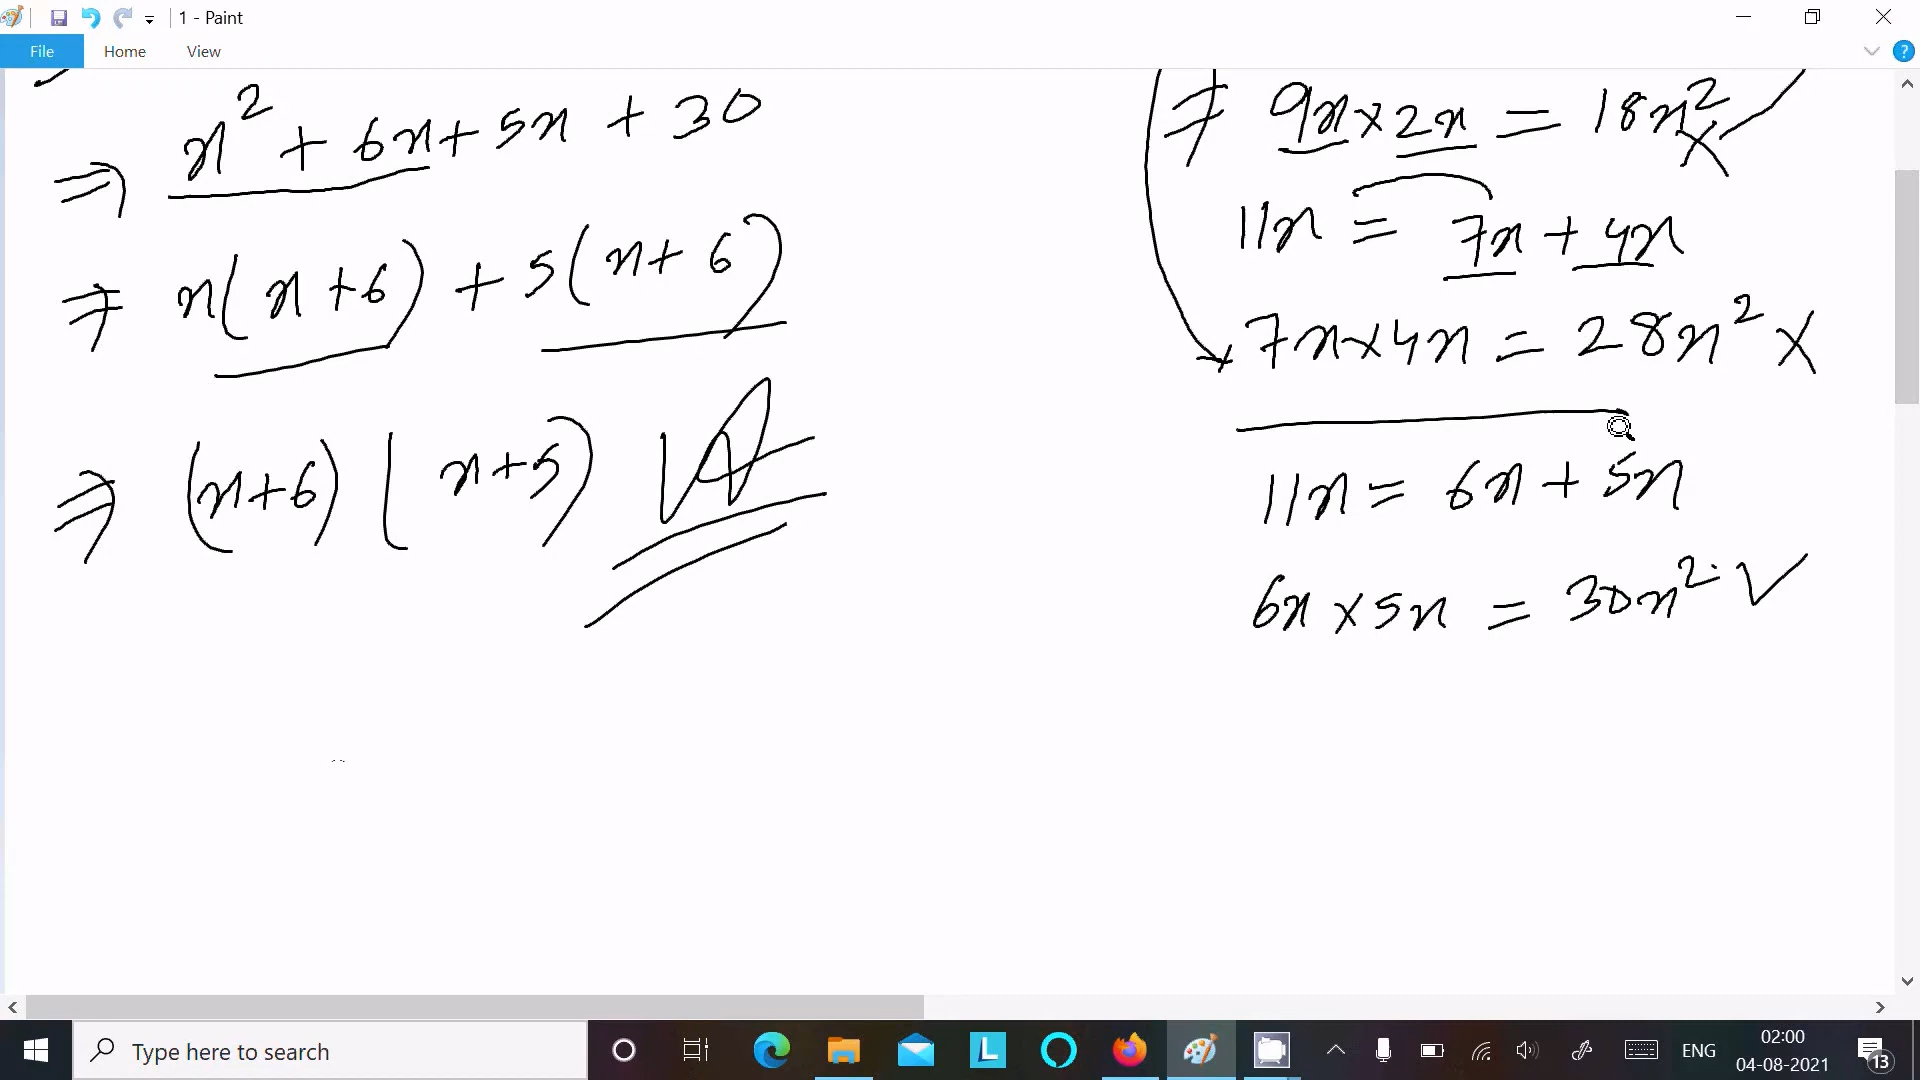 1 - Paint
File Home View
⇒ x² + 6x + 5x + 30
⇒ x(x+6) + 5(x+6)
⇒ (x+6)(x+5)
⇒ 9x × 2x = 18x²
11x = 7x + 4x
7x × 4x = 28x² ×
11x = 6x + 5x
6x × 5x = 30x² ✓
Type here to search
L
ENG
02:00
04-08-2021
13